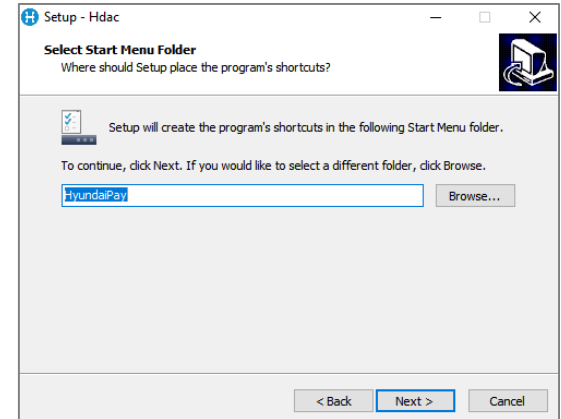 Setup - Hdac
Select Start Menu Folder
Where should Setup place the program's shortcuts?
Setup will create the program's shortcuts in the following Start Menu folder.
To continue, click Next. If you would like to select a different folder, click Browse.
HyundaiPay
Browse...
< Back
Next >
Cancel